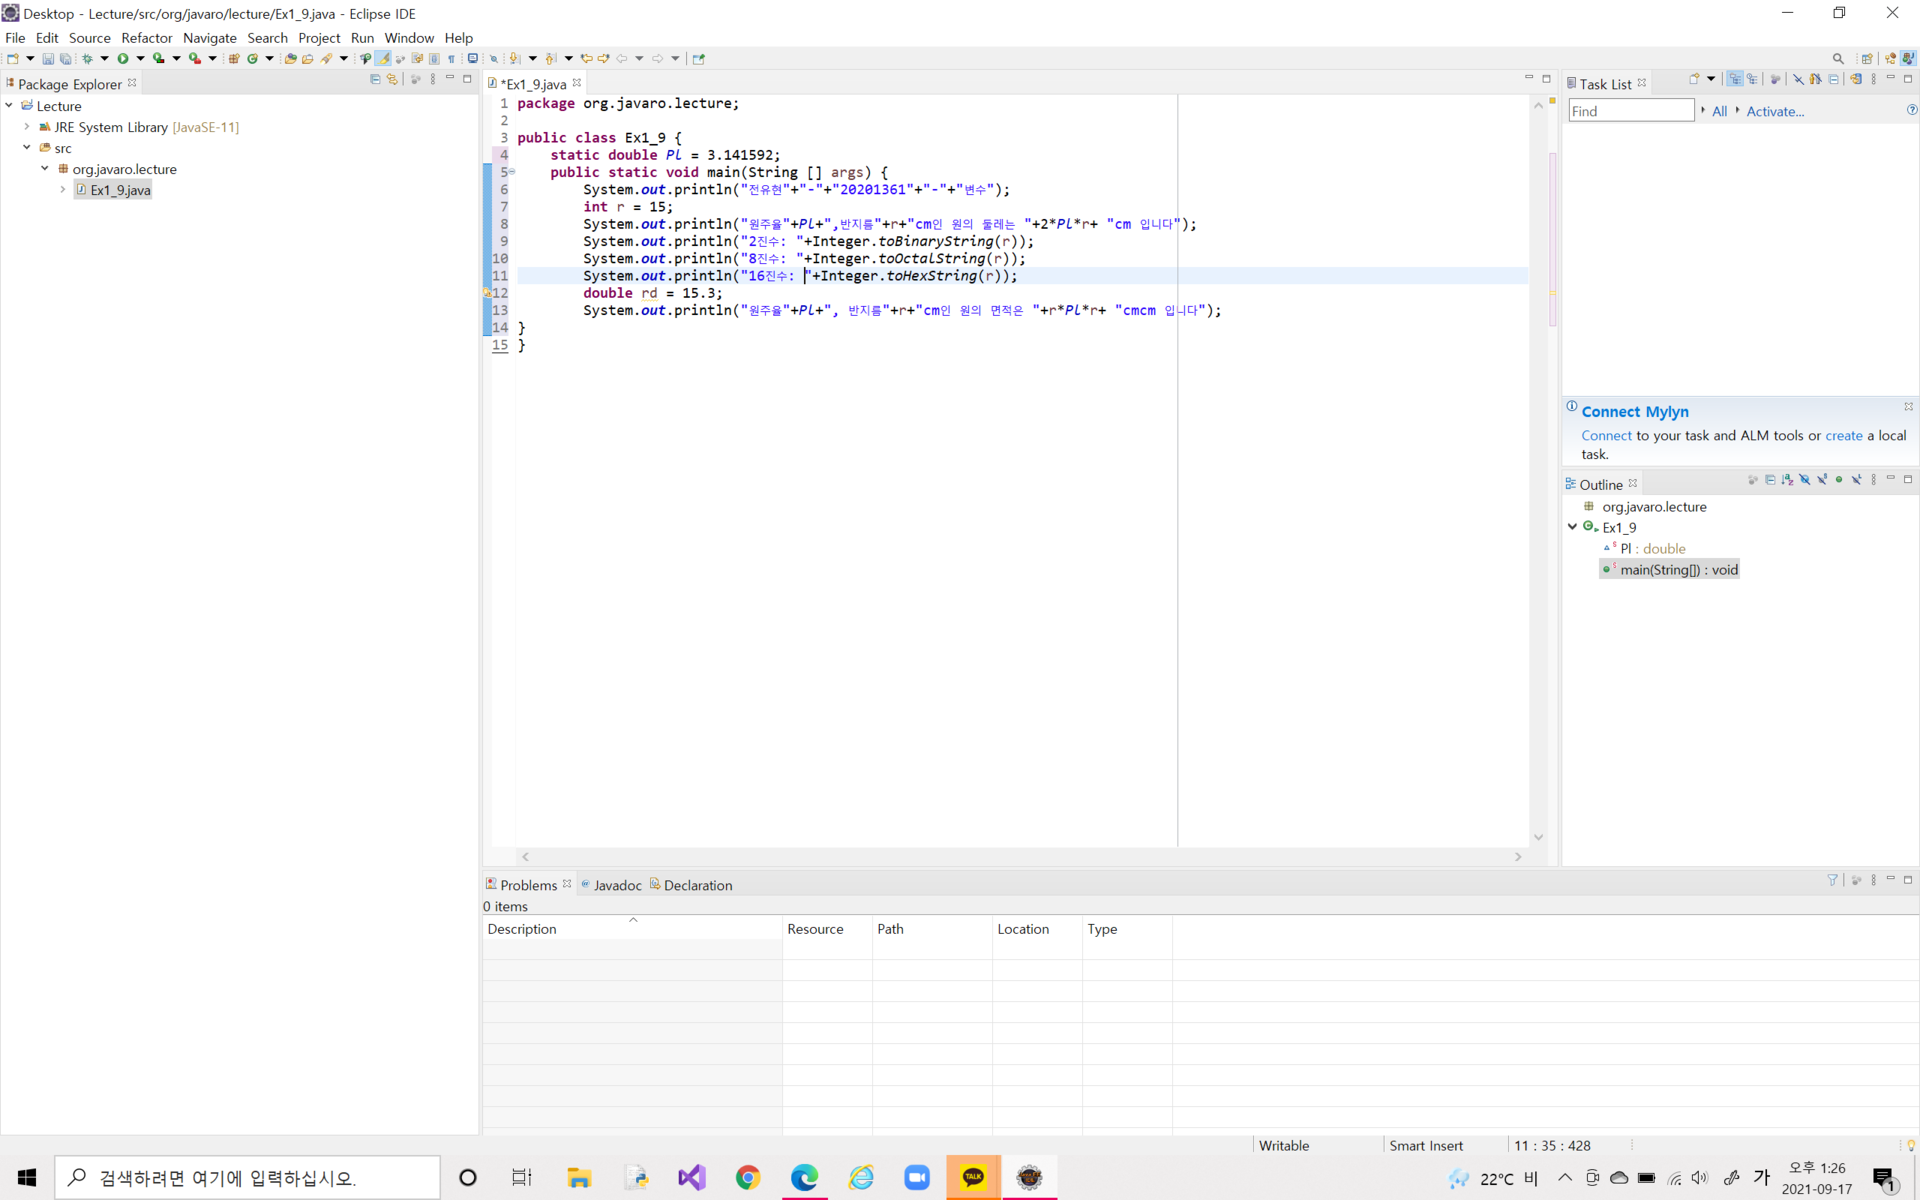 Desktop - Lecture/src/org/javaro/lecture/Ex1_9.java - Eclipse IDE
File Edit Source Refactor Navigate Search Project Run Window Help
Package Explorer
Lecture
JRE System Library [JavaSE-11]
src
org.javaro.lecture
Ex1_9.java
*Ex1_9.java
1 package org.javaro.lecture;
2
3 public class Ex1_9 {
4 static double Pl = 3.141592;
5 public static void main(String [] args) {
6 System.out.println("전유현"+"-"+"20201361"+"-"+"변수");
7 int r = 15;
8 System.out.println("원주율"+Pl+",반지름"+r+"cm인 원의 둘레는 "+2*Pl*r+ "cm 입니다");
9 System.out.println("2진수: "+Integer.toBinaryString(r));
10 System.out.println("8진수: "+Integer.toOctalString(r));
11 System.out.println("16진수: "+Integer.toHexString(r));
12 double rd = 15.3;
13 System.out.println("원주율"+Pl+", 반지름"+r+"cm인 원의 면적은 "+r*Pl*r+ "cmcm 입니다");
14 }
15 }
Task List
Find All Activate...
Connect Mylyn
Connect to your task and ALM tools or create a local
task.
Outline
org.javaro.lecture
Ex1_9
Pl : double
main(String[]) : void
Problems Javadoc Declaration
0 items
Description Resource Path Location Type
Writable Smart Insert 11 : 35 : 428
검색하려면 여기에 입력하십시오.
TALK
22°C 비
가
오후 1:26
2021-09-17
1